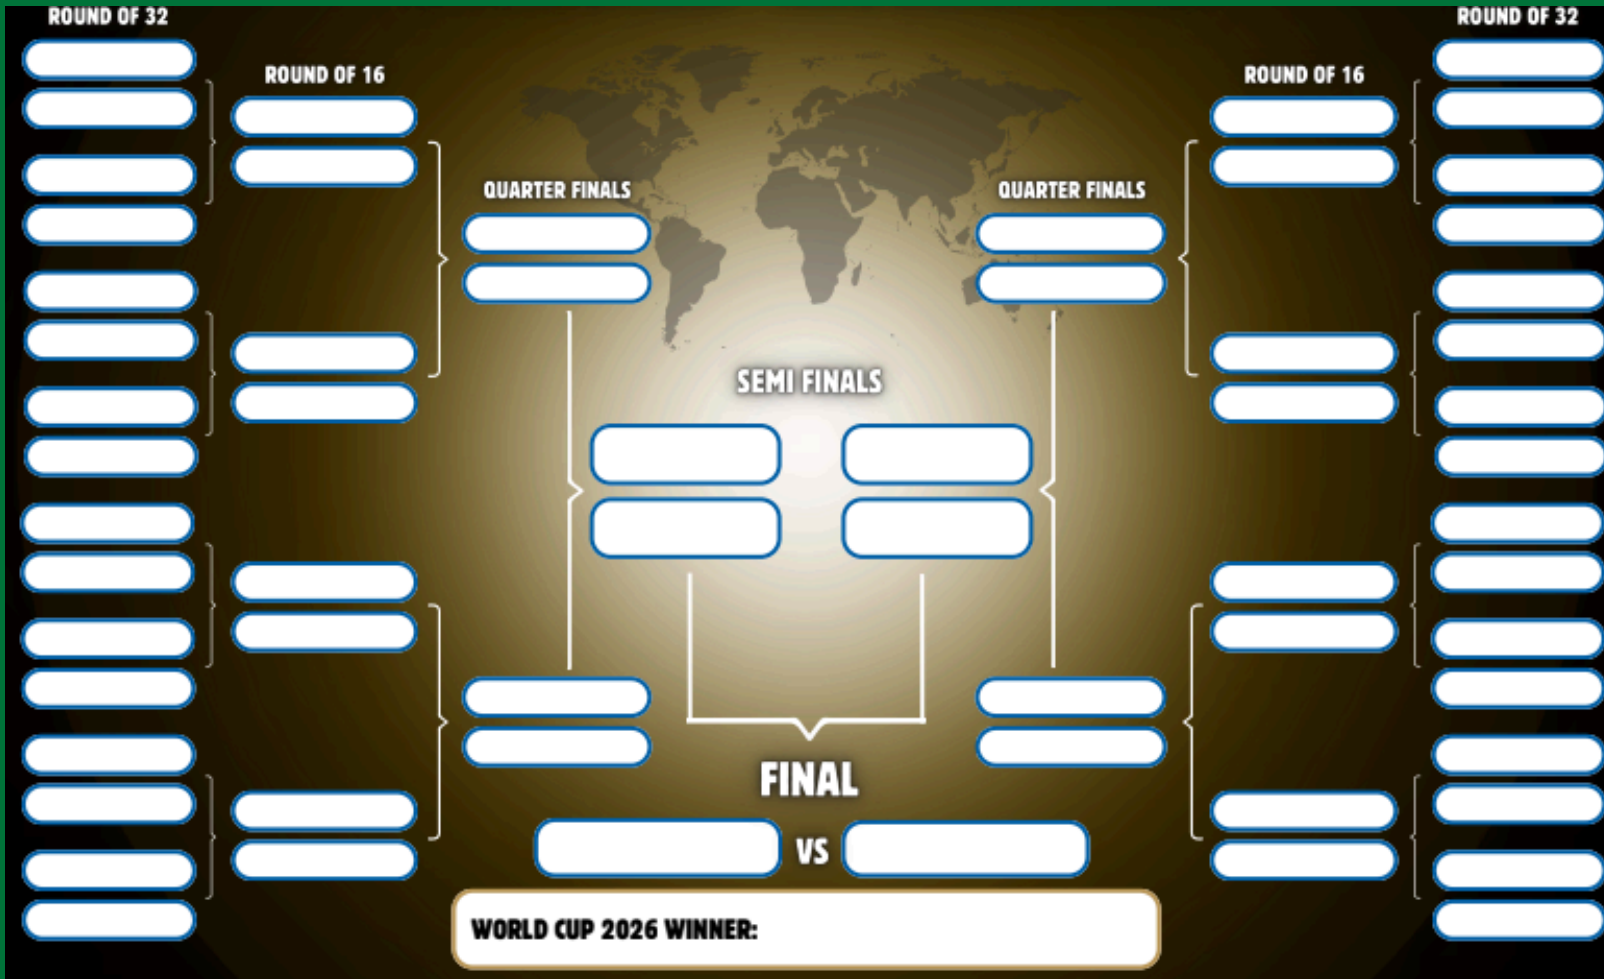 ROUND OF 32
ROUND OF 32
ROUND OF 16
ROUND OF 16
QUARTER FINALS
QUARTER FINALS
SEMI FINALS
FINAL
VS
WORLD CUP 2026 WINNER: